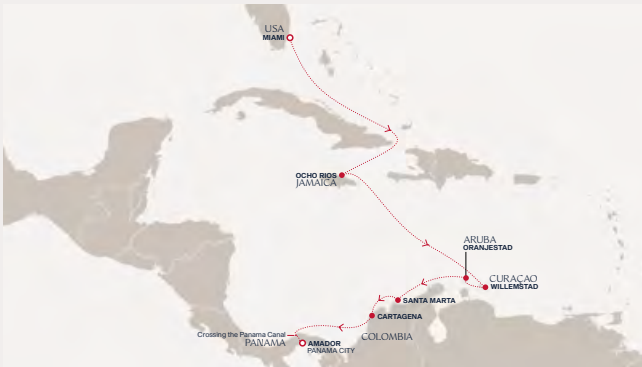 USA
MIAMI
OCHO RIOS
JAMAICA
ARUBA
ORANJESTAD
CURAÇAO
WILLEMSTAD
SANTA MARTA
CARTAGENA
COLOMBIA
Crossing the Panama Canal
PANAMA
AMADOR
PANAMA CITY